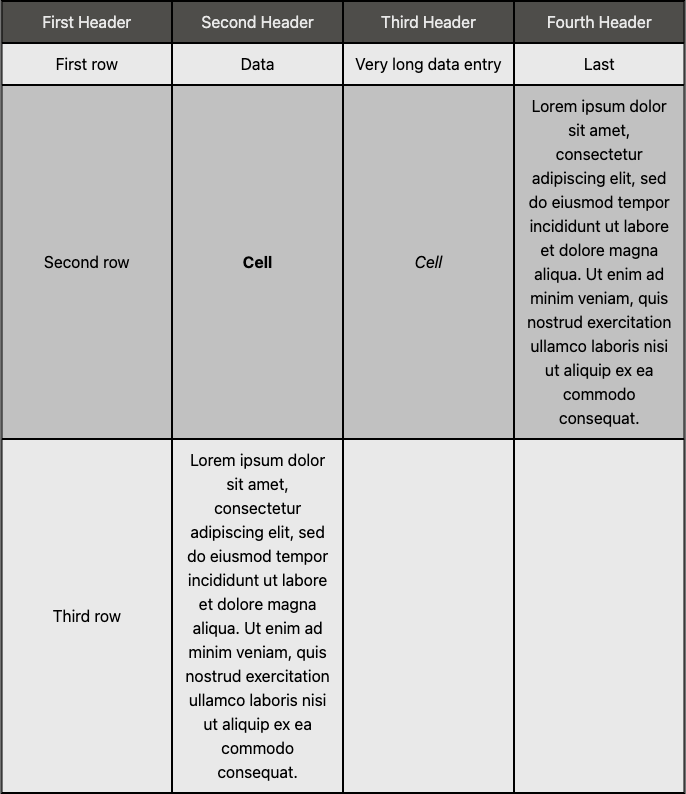 First Header Second Header Third Header Fourth Header
First row Data Very long data entry Last
Second row Cell Cell
Lorem ipsum dolor
sit amet,
consectetur
adipiscing elit, sed
do eiusmod tempor
incididunt ut labore
et dolore magna
aliqua. Ut enim ad
minim veniam, quis
nostrud exercitation
ullamco laboris nisi
ut aliquip ex ea
commodo
consequat.
Third row
Lorem ipsum dolor
sit amet,
consectetur
adipiscing elit, sed
do eiusmod tempor
incididunt ut labore
et dolore magna
aliqua. Ut enim ad
minim veniam, quis
nostrud exercitation
ullamco laboris nisi
ut aliquip ex ea
commodo
consequat.